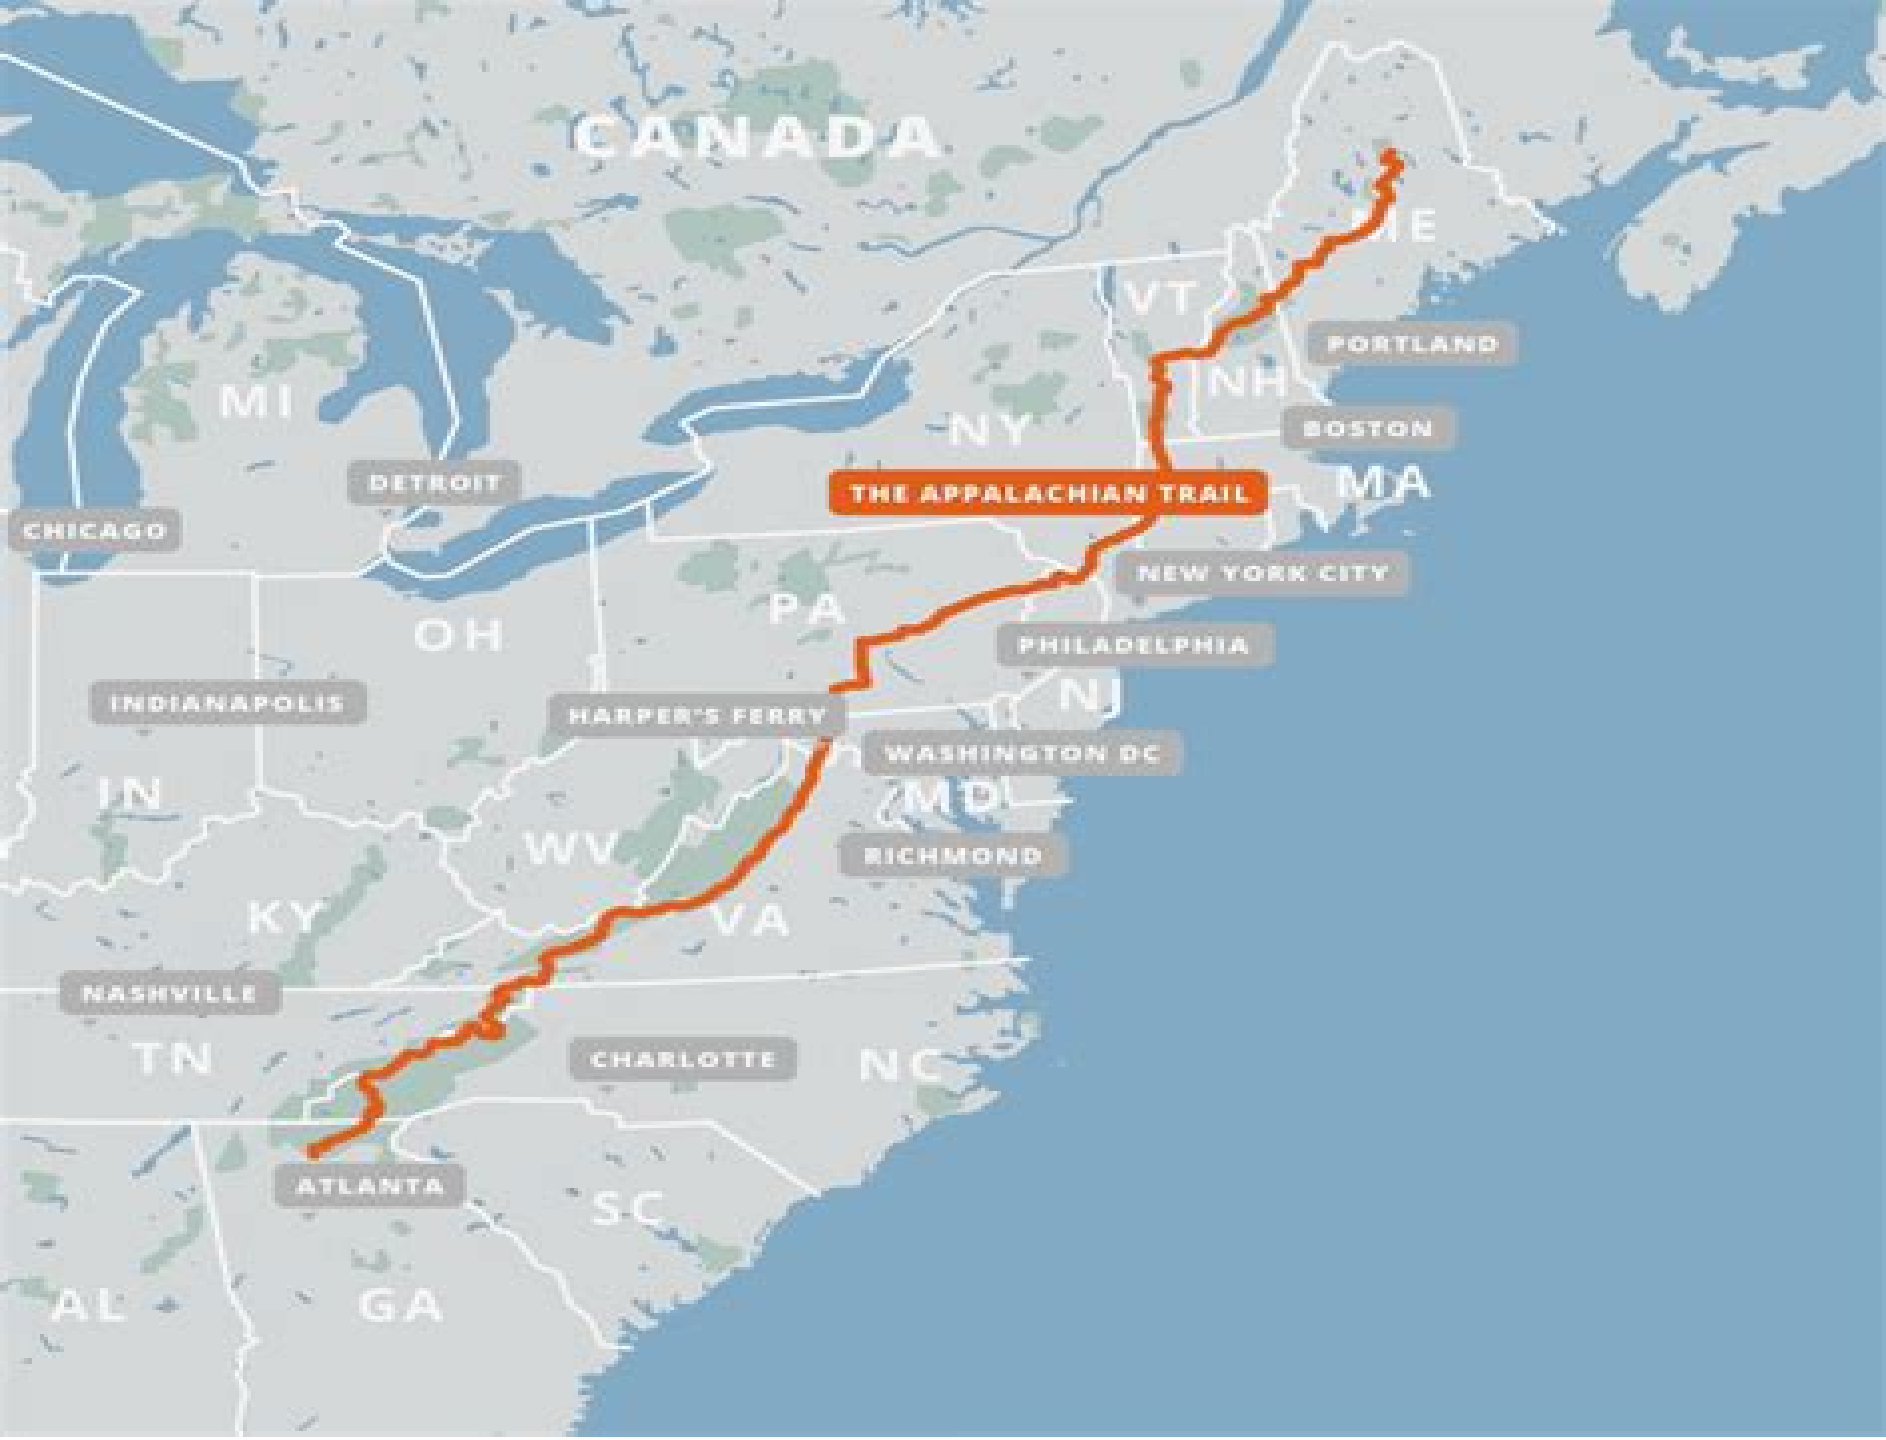 CANADA
ME
VT
PORTLAND
NH
MI
BOSTON
NY
DETROIT
MA
THE APPALACHIAN TRAIL
CHICAGO
NEW YORK CITY
PA
OH
PHILADELPHIA
NJ
INDIANAPOLIS
HARPER'S FERRY
WASHINGTON DC
IN
MD
WV
RICHMOND
KY
VA
NASHVILLE
TN
CHARLOTTE
NC
ATLANTA
SC
AL
GA